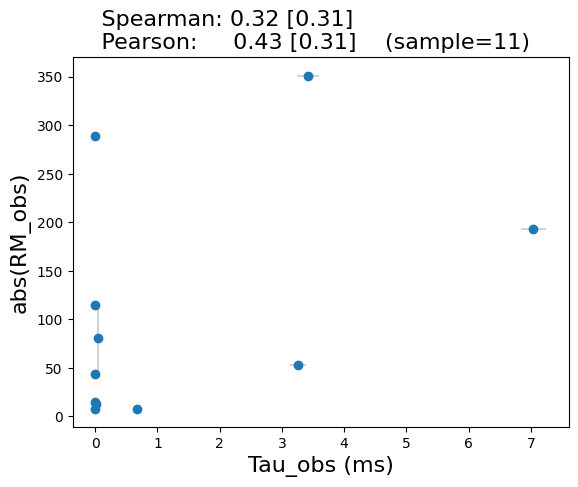 Spearman: 0.32 [0.31]
Pearson: 0.43 [0.31] (sample=11)
350
300
250
200
150
100
50
0
abs(RM_obs)
0 1 2 3 4 5 6 7
Tau_obs (ms)